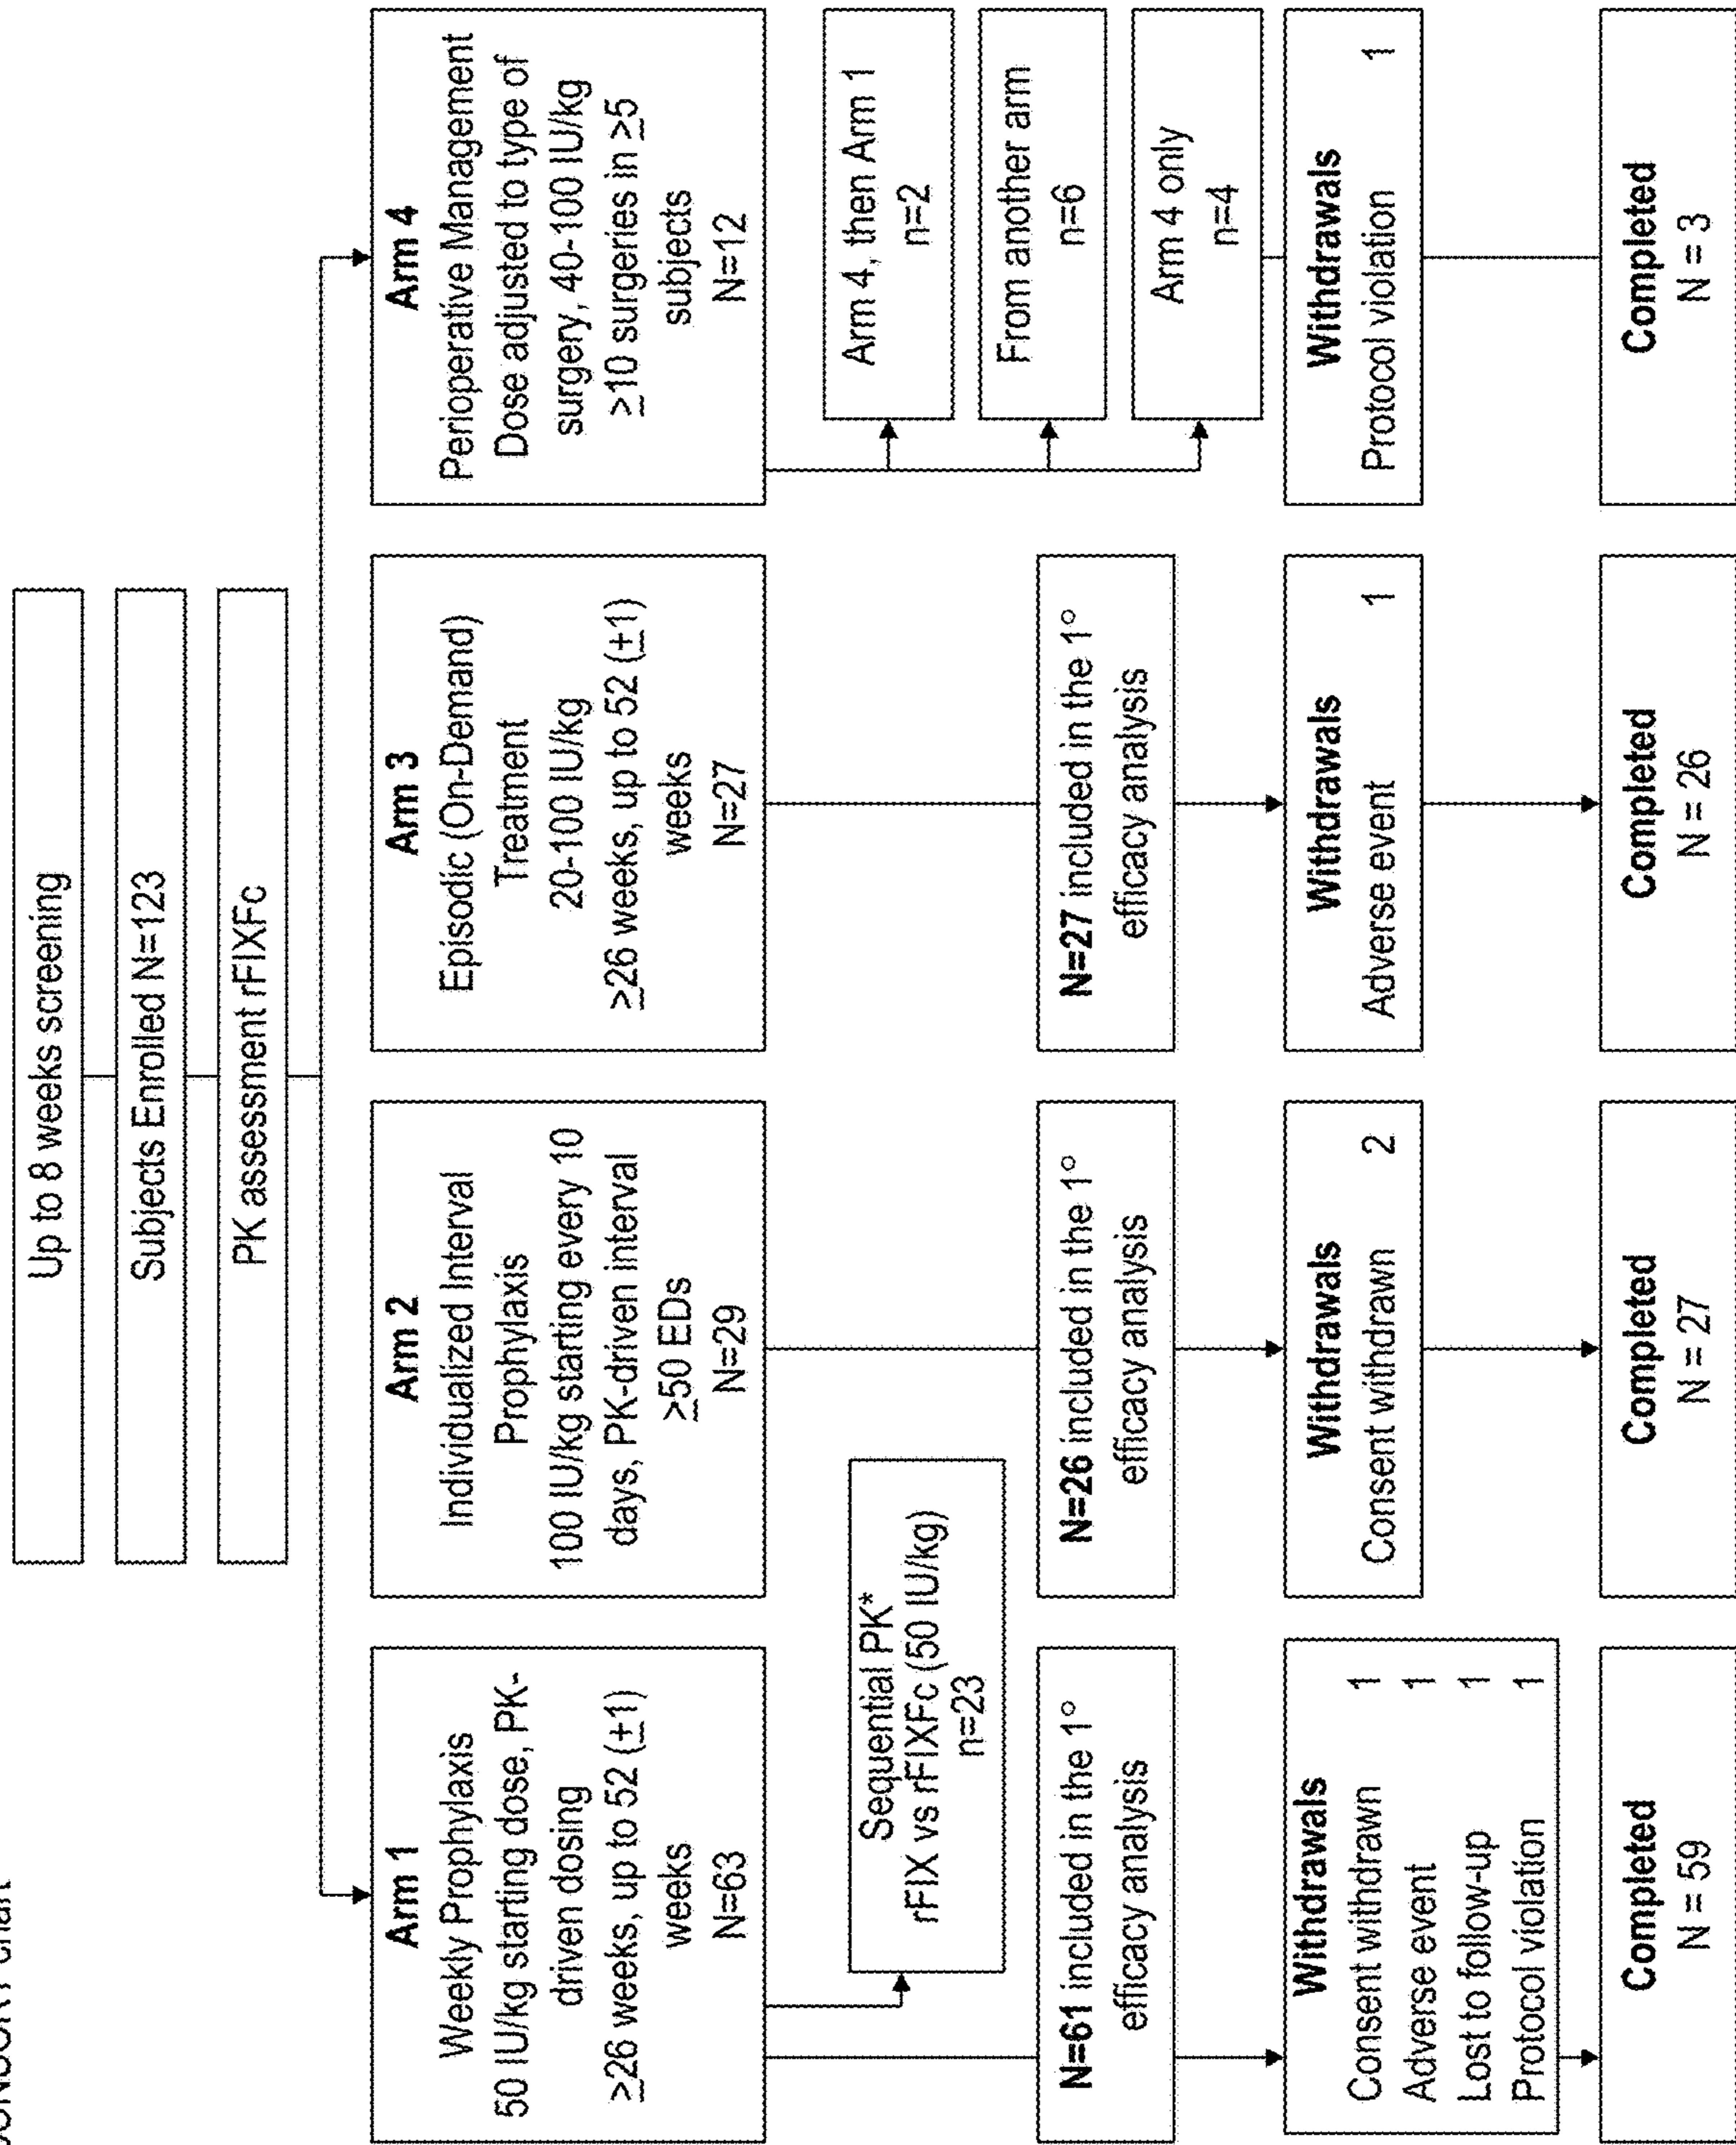 CONSORT chart
Up to 8 weeks screening
Subjects Enrolled N=123
PK assessment rFIXFc
Arm 1
Weekly Prophylaxis
50 IU/kg starting dose, PK-
driven dosing
≥26 weeks, up to 52 (±1)
weeks
N=63
Arm 2
Individualized Interval
Prophylaxis
100 IU/kg starting every 10
days, PK-driven interval
≥50 EDs
N=29
Arm 3
Episodic (On-Demand)
Treatment
20-100 IU/kg
≥26 weeks, up to 52 (±1)
weeks
N=27
Arm 4
Perioperative Management
Dose adjusted to type of
surgery, 40-100 IU/kg
≥10 surgeries in ≥5
subjects
N=12
Sequential PK*
rFIX vs rFIXFc (50 IU/kg)
n=23
Arm 4, then Arm 1
n=2
From another arm
n=6
Arm 4 only
n=4
N=61 included in the 1°
efficacy analysis
N=26 included in the 1°
efficacy analysis
N=27 included in the 1°
efficacy analysis
Withdrawals
Consent withdrawn 1
Adverse event 1
Lost to follow-up 1
Protocol violation 1
Withdrawals
Consent withdrawn 2
Withdrawals
Adverse event 1
Withdrawals
Protocol violation 1
Completed
N = 59
Completed
N = 27
Completed
N = 26
Completed
N = 3